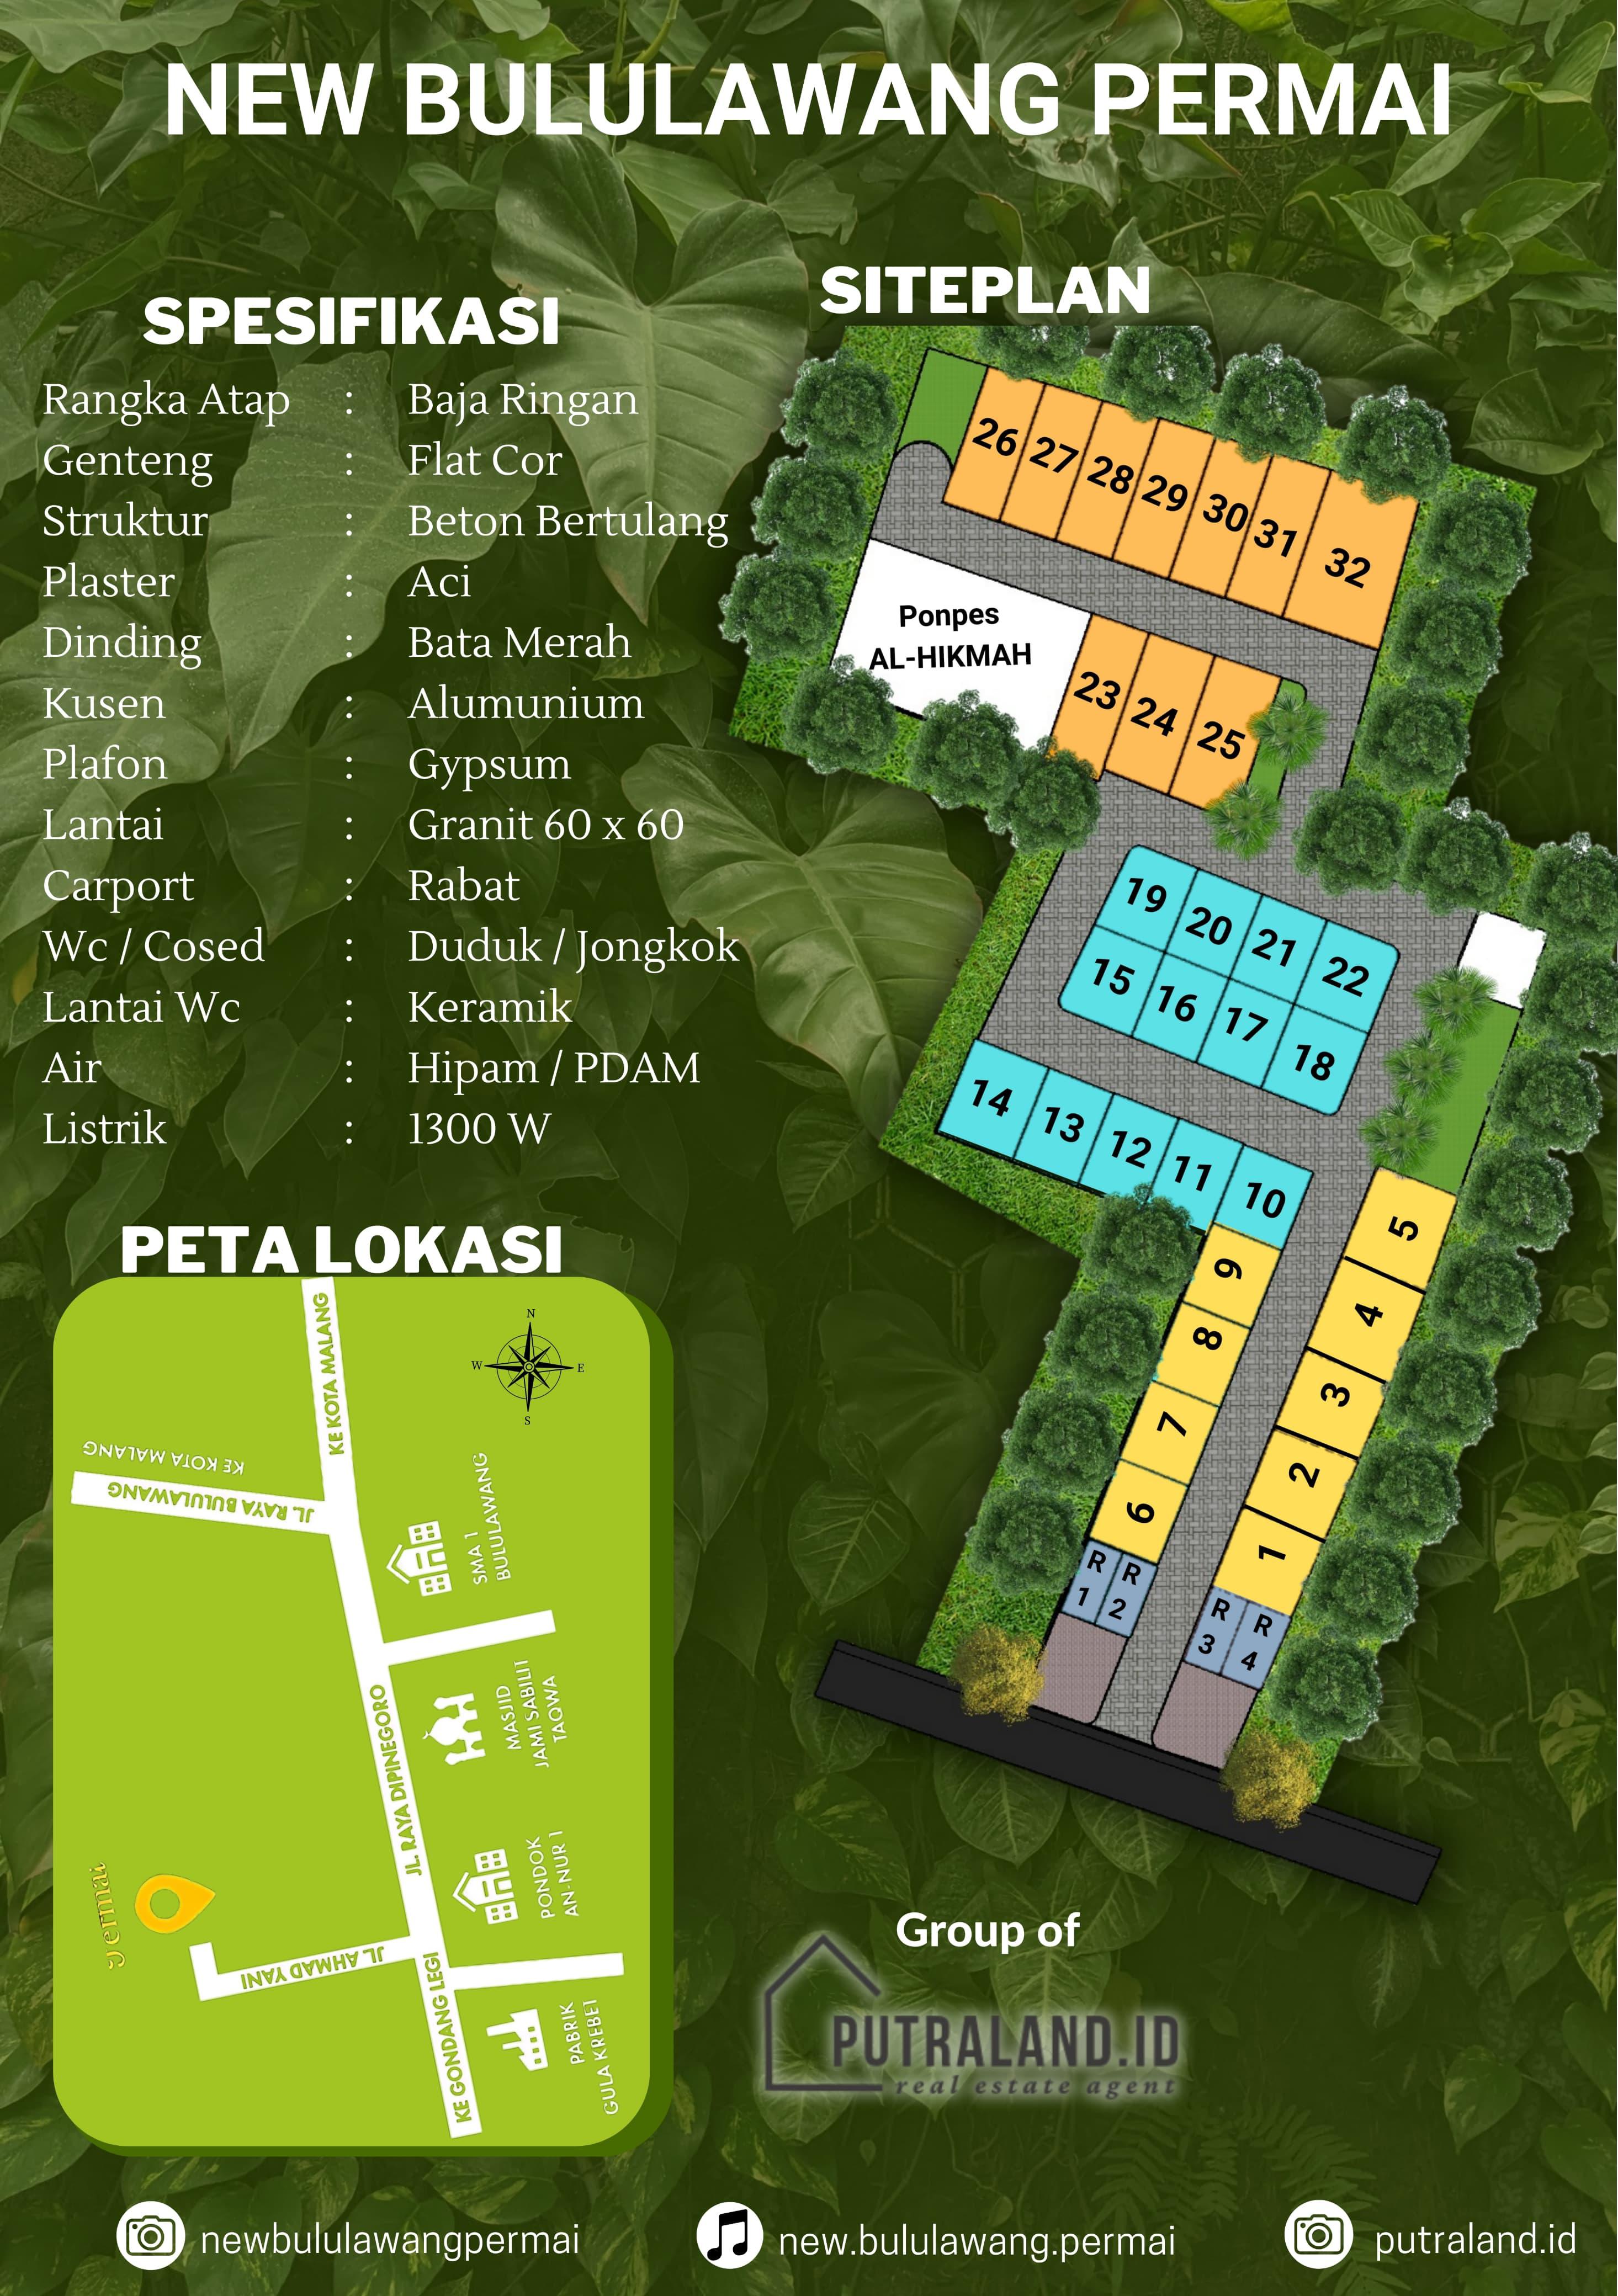 NEW BULULAWANG PERMAI
SPESIFIKASI
Rangka Atap : Baja Ringan
Genteng : Flat Cor
Struktur : Beton Bertulang
Plaster : Aci
Dinding : Bata Merah
Kusen : Alumunium
Plafon : Gypsum
Lantai : Granit 60 x 60
Carport : Rabat
Wc / Cosed : Duduk / Jongkok
Lantai Wc : Keramik
Air : Hipam / PDAM
Listrik : 1300 W
SITEPLAN
26 27 28 29 30 31 32
Ponpes
AL-HIKMAH
23 24 25
19 20 21 22
15 16 17 18
14 13 12 11 10
9
8
7
6
5
4
3
2
1
R
1
R
2
R
3
R
4
PETA LOKASI
N
W
E
S
KE KOTA MALANG
KE KOTA MALANG
JL. RAYA BULULAWANG
SMA 1
BULULAWANG
MASJID
JAMI SABILII
TAQWA
JL. RAYA DIPINEGORO
PONDOK
AN-NUR 1
JL AHMAD YANI
KE GONDANG LEGI
PABRIK
GULA KREBET
Group of
PUTRALAND.ID
real estate agent
newbululawangpermai
new.bululawang.permai
putraland.id